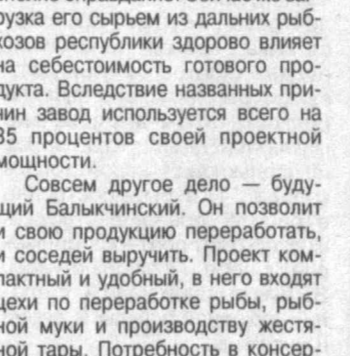 рузка его сырьем из дальних рыб-
хозов республики здорово влияет
на себестоимость готового про-
дукта. Вследствие названных при-
чин завод используется всего на
35 процентов своей проектной
мощности.
Совсем другое дело — буду-
щий Балыкчинский. Он позволит
и свою продукцию переработать,
и соседей выручить. Проект ком-
пактный и удобный, в него входят
цехи по переработке рыбы, рыб-
ной муки и производству жестя-
ной тары. Потребность в консер-